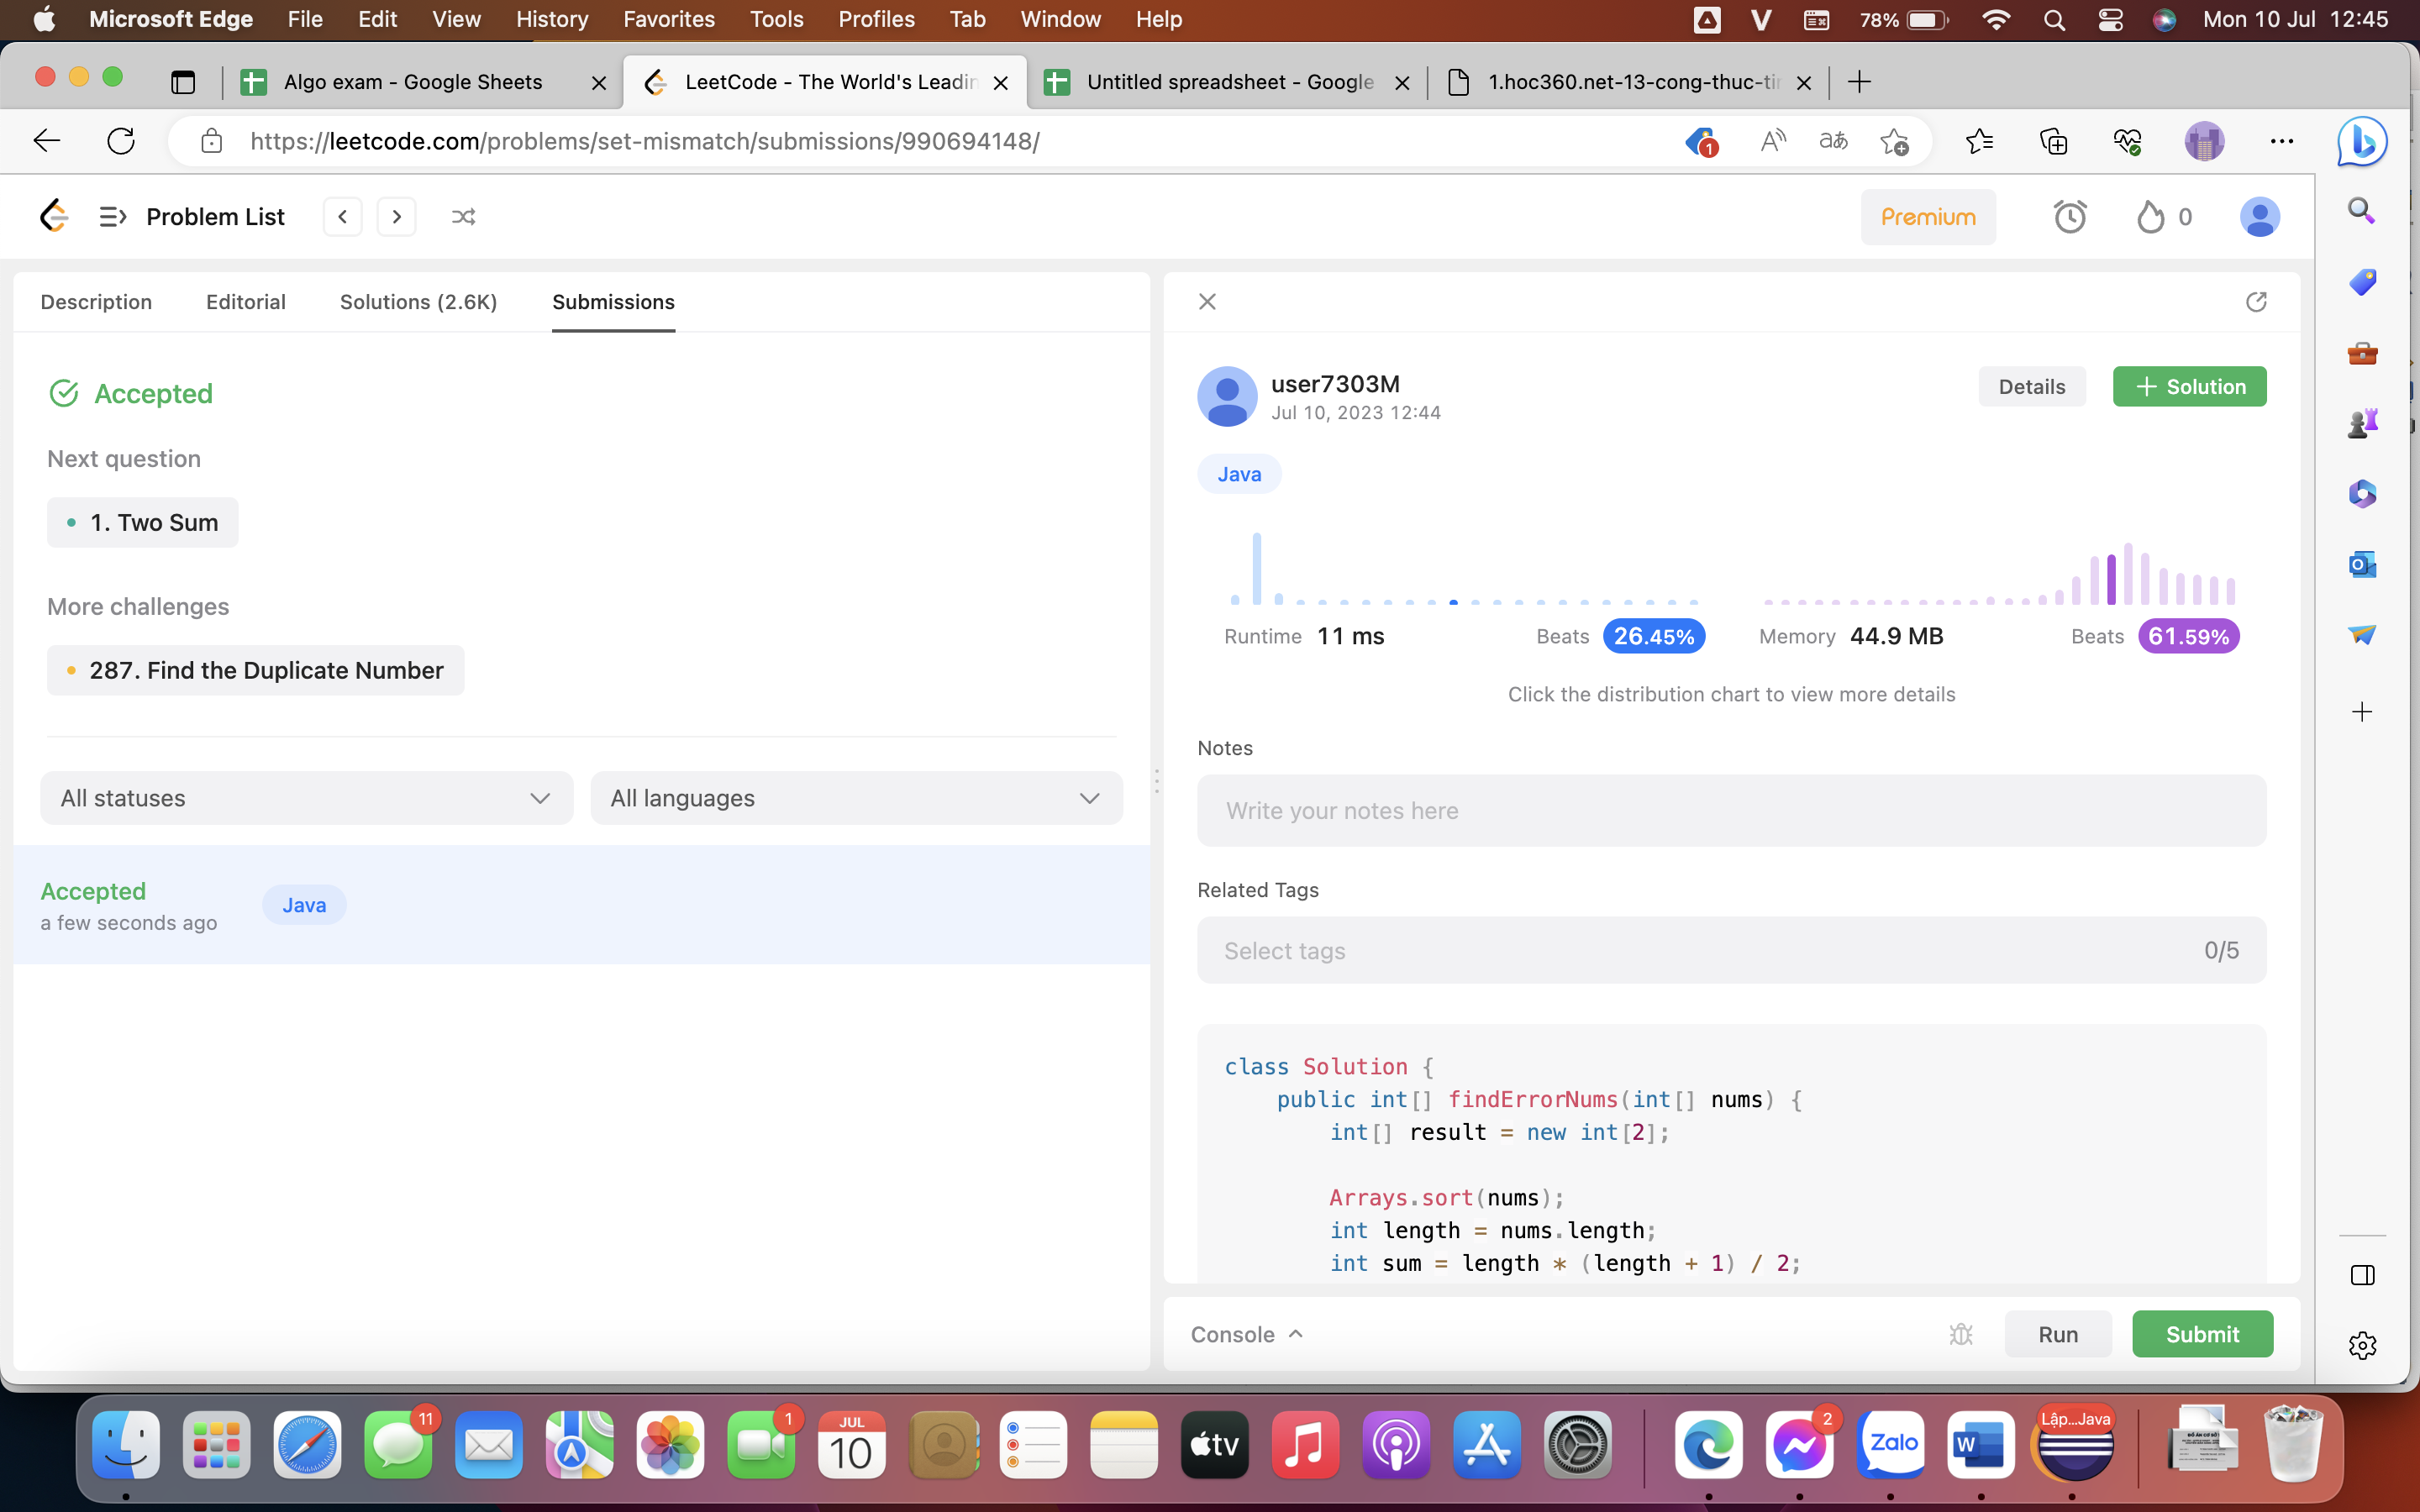 Microsoft Edge File Edit View History Favorites Tools Profiles Tab Window Help 78% Mon 10 Jul 12:45
Algo exam - Google Sheets LeetCode - The World's Leadin Untitled spreadsheet - Google 1.hoc360.net-13-cong-thuc-tin
https://leetcode.com/problems/set-mismatch/submissions/990694148/ 1
Problem List Premium 0
Description Editorial Solutions (2.6K) Submissions
Accepted
Next question
1. Two Sum
More challenges
287. Find the Duplicate Number
All statuses All languages
Accepted
a few seconds ago
Java
user7303M
Jul 10, 2023 12:44
Details + Solution
Java
Runtime 11 ms Beats 26.45% Memory 44.9 MB Beats 61.59%
Click the distribution chart to view more details
Notes
Write your notes here
Related Tags
Select tags 0/5
class Solution {
public int[] findErrorNums(int[] nums) {
int[] result = new int[2];
Arrays.sort(nums);
int length = nums.length;
int sum = length * (length + 1) / 2;
Console Run Submit
11 1 JUL 10 tv 2 Zalo W Lập...Java